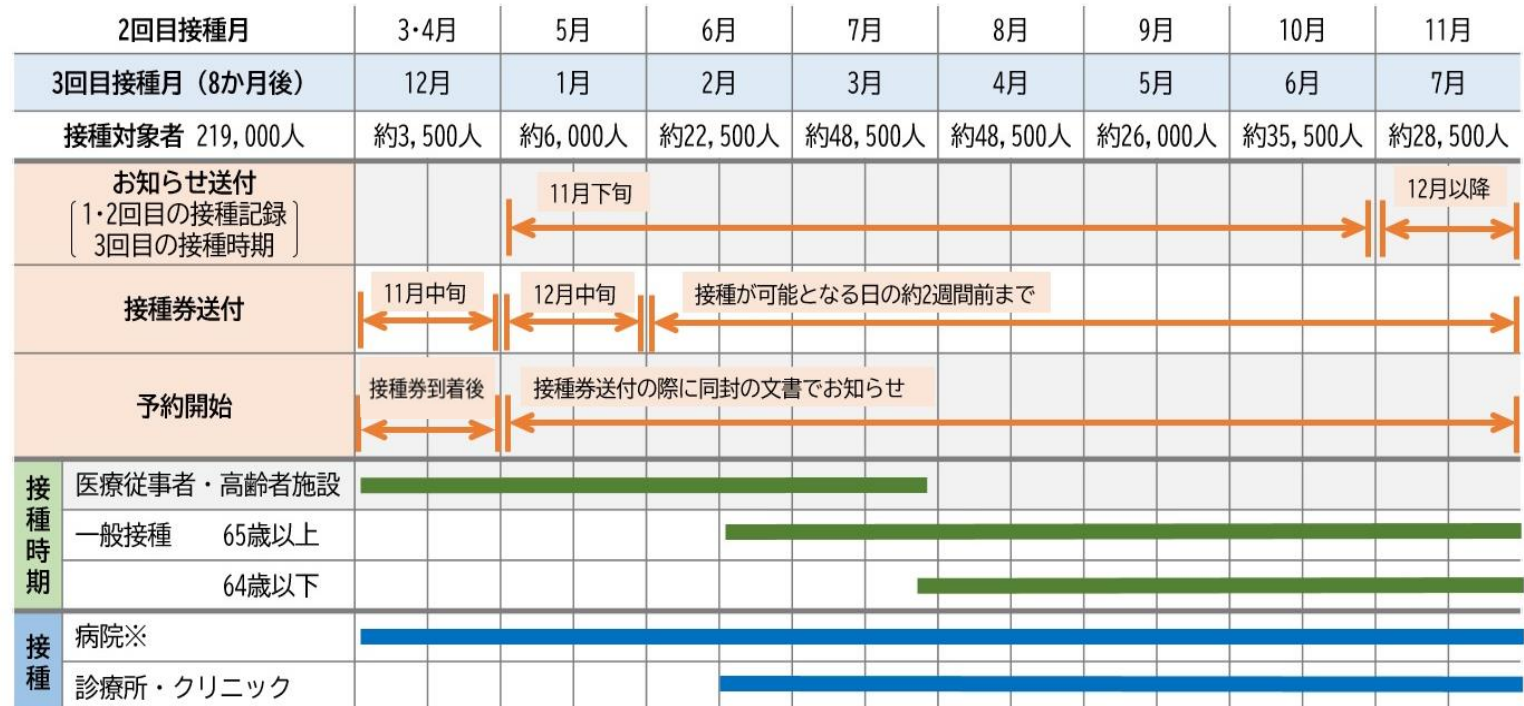 2回目接種月 3・4月 5月 6月 7月 8月 9月 10月 11月
3回目接種月（8か月後） 12月 1月 2月 3月 4月 5月 6月 7月
接種対象者 219,000人 約3,500人 約6,000人 約22,500人 約48,500人 約48,500人 約26,000人 約35,500人 約28,500人
お知らせ送付
1・2回目の接種記録
3回目の接種時期
11月下旬
12月以降
接種券送付
11月中旬
12月中旬
接種が可能となる日の約2週間前まで
予約開始
接種券到着後
接種券送付の際に同封の文書でお知らせ
接種時期
医療従事者・高齢者施設
一般接種 65歳以上
64歳以下
接種
病院※
診療所・クリニック